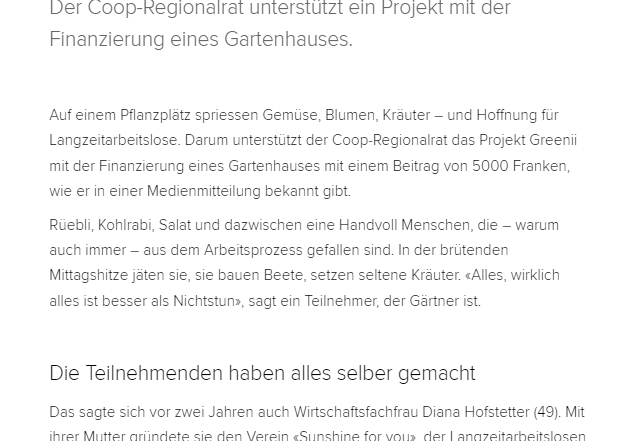 Der Coop-Regionalrat unterstützt ein Projekt mit der
Finanzierung eines Gartenhauses.
Auf einem Pflanzplätz spriessen Gemüse, Blumen, Kräuter – und Hoffnung für
Langzeitarbeitslose. Darum unterstützt der Coop-Regionalrat das Projekt Greenii
mit der Finanzierung eines Gartenhauses mit einem Beitrag von 5000 Franken,
wie er in einer Medienmitteilung bekannt gibt.
Rüebli, Kohlrabi, Salat und dazwischen eine Handvoll Menschen, die – warum
auch immer – aus dem Arbeitsprozess gefallen sind. In der brütenden
Mittagshitze jäten sie, sie bauen Beete, setzen seltene Kräuter. «Alles, wirklich
alles ist besser als Nichtstun», sagt ein Teilnehmer, der Gärtner ist.
Die Teilnehmenden haben alles selber gemacht
Das sagte sich vor zwei Jahren auch Wirtschaftsfachfrau Diana Hofstetter (49). Mit
ihrer Mutter gründete sie den Verein «Sunshine for you», der Langzeitarbeitslosen